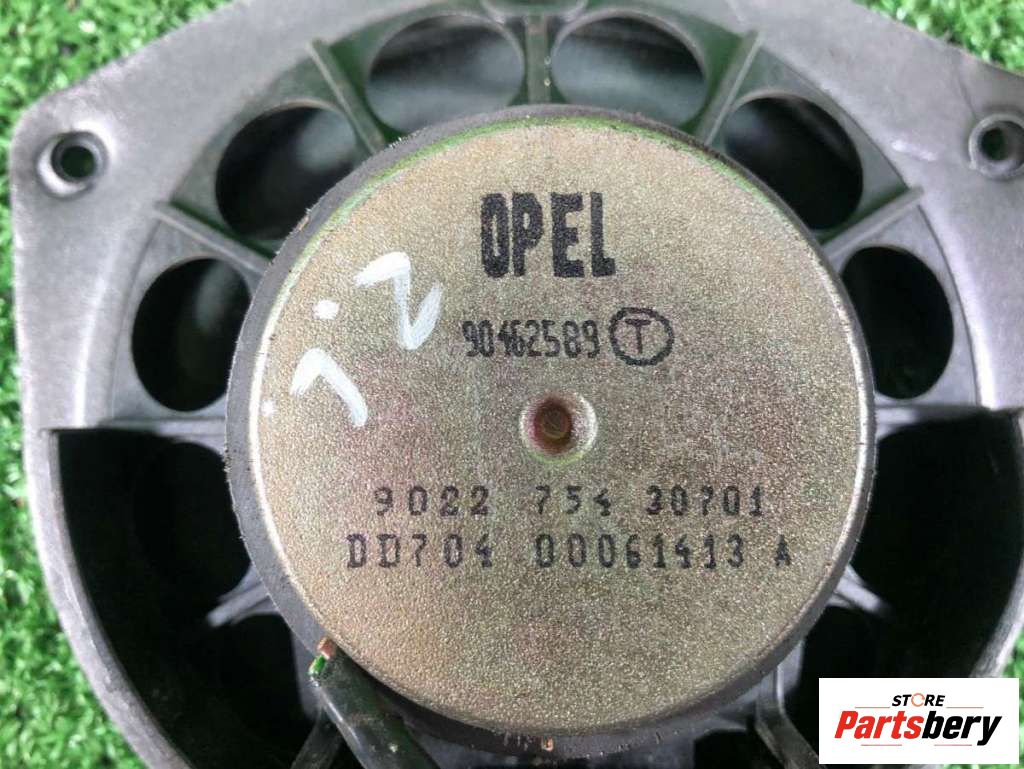 OPEL
90462589 T
9022 754 30701
DD704 00061413 A
STORE
Partsbery